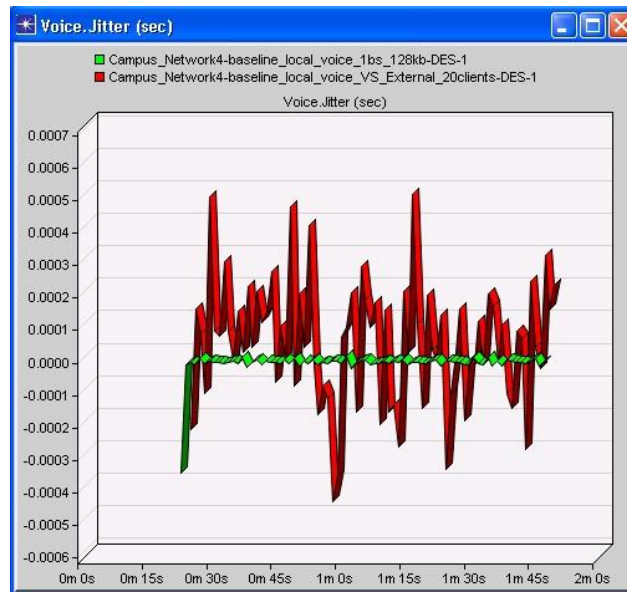 Voice.Jitter (sec)
Campus_Network4-baseline_local_voice_1bs_128kb-DES-1
Campus_Network4-baseline_local_voice_VS_External_20clients-DES-1
Voice.Jitter (sec)
0.0007
0.0006
0.0005
0.0004
0.0003
0.0002
0.0001
0.0000
-0.0001
-0.0002
-0.0003
-0.0004
-0.0005
-0.0006
0m 0s 0m 15s 0m 30s 0m 45s 1m 0s 1m 15s 1m 30s 1m 45s 2m 0s